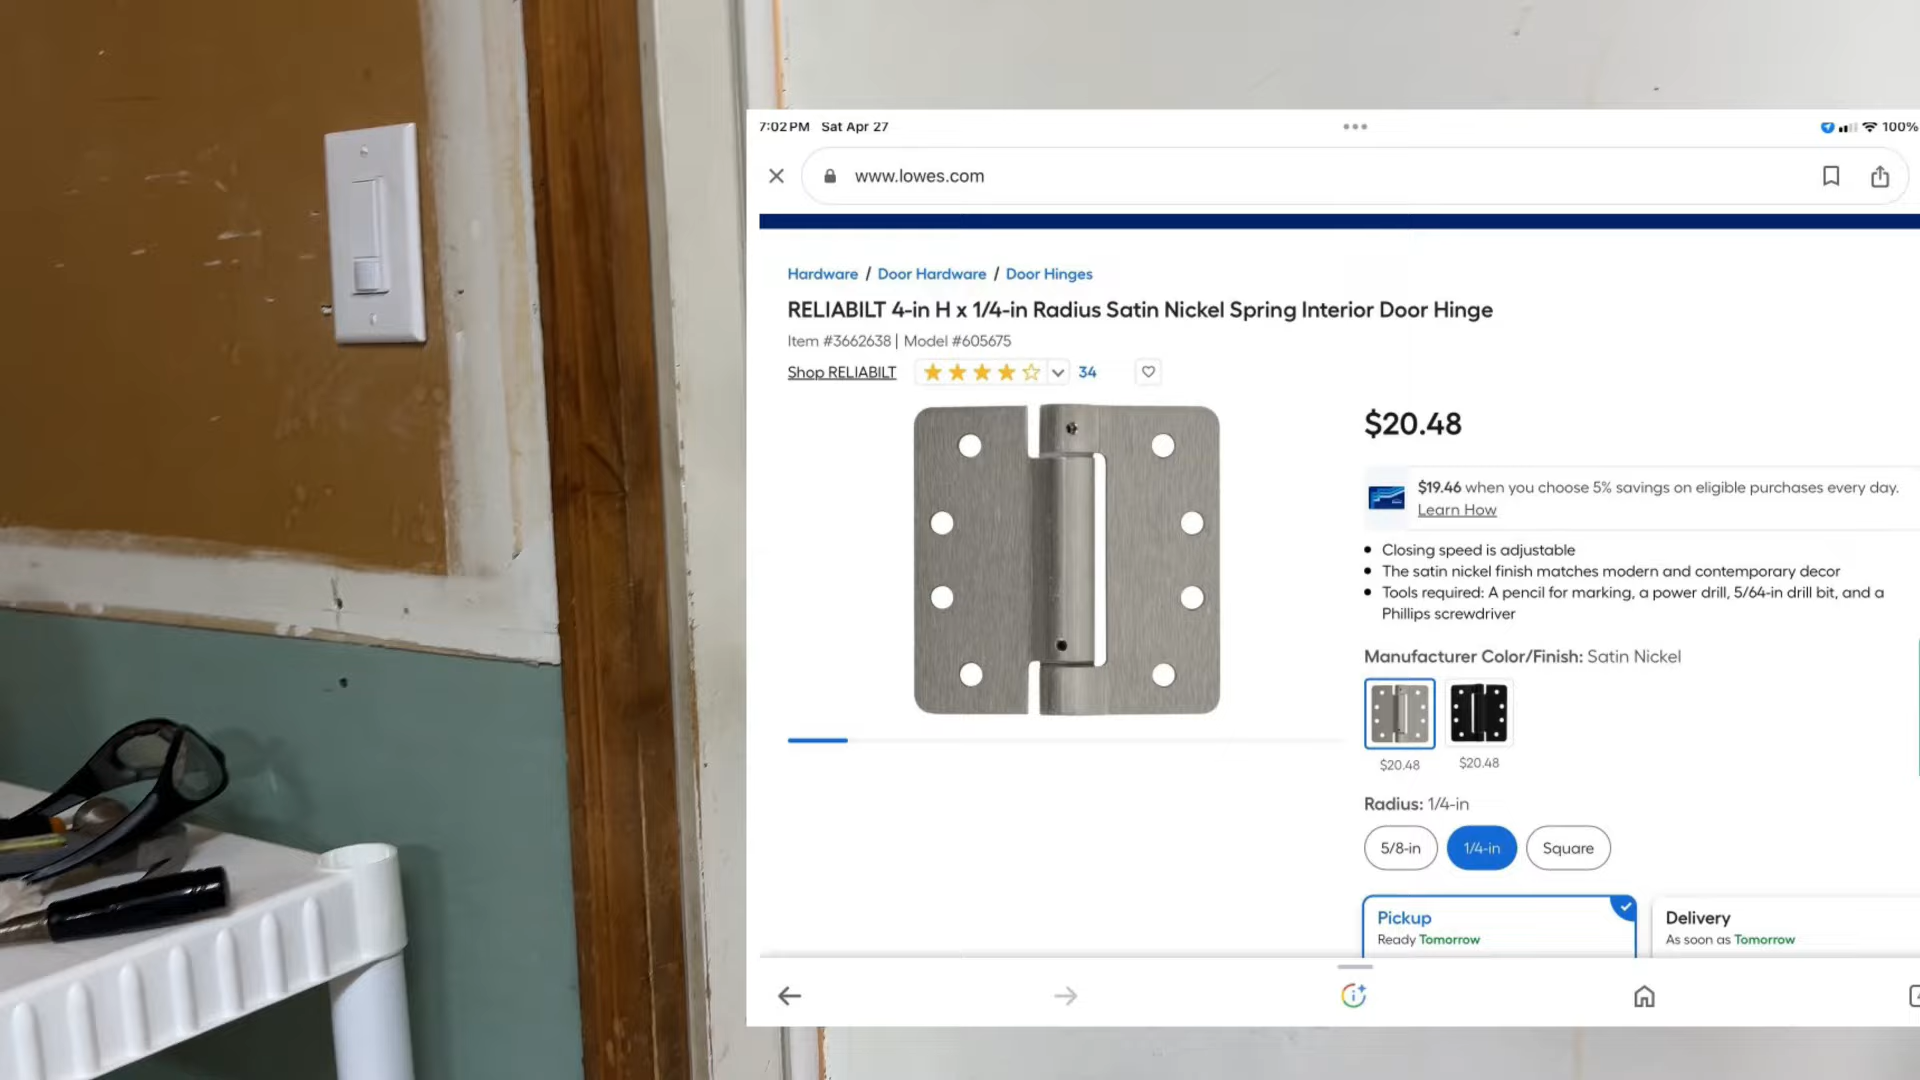 7:02 PM Sat Apr 27
100%
www.lowes.com
Hardware / Door Hardware / Door Hinges
RELIABILT 4-in H x 1/4-in Radius Satin Nickel Spring Interior Door Hinge
Item #3662638 | Model #605675
Shop RELIABILT
34
$20.48
$19.46 when you choose 5% savings on eligible purchases every day.
Learn How
Closing speed is adjustable
The satin nickel finish matches modern and contemporary decor
Tools required: A pencil for marking, a power drill, 5/64-in drill bit, and a
Phillips screwdriver
Manufacturer Color/Finish: Satin Nickel
$20.48
$20.48
Radius: 1/4-in
5/8-in
1/4-in
Square
Pickup
Ready Tomorrow
Delivery
As soon as Tomorrow